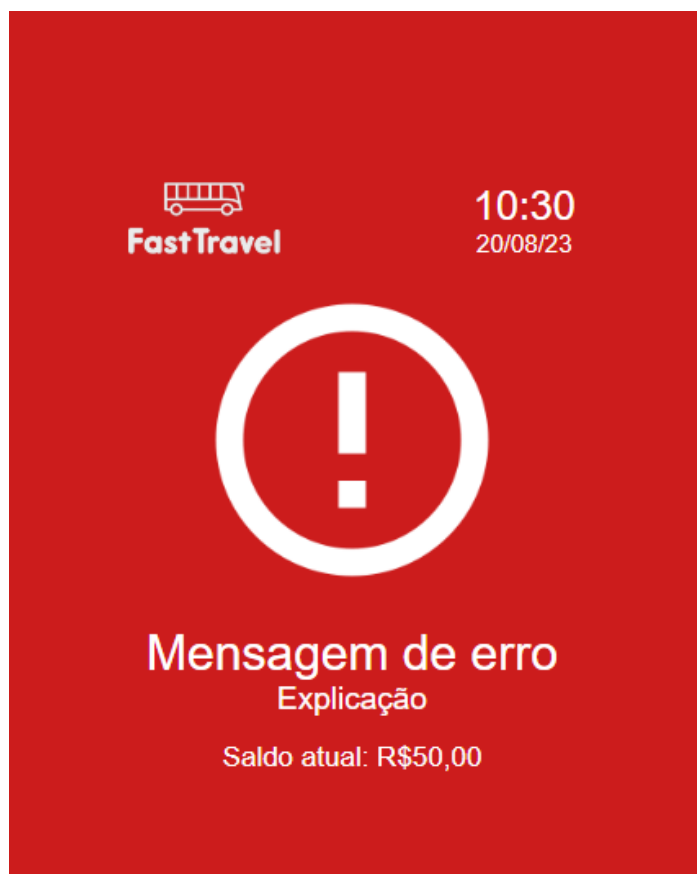 FastTravel
10:30
20/08/23
Mensagem de erro
Explicação
Saldo atual: R$50,00